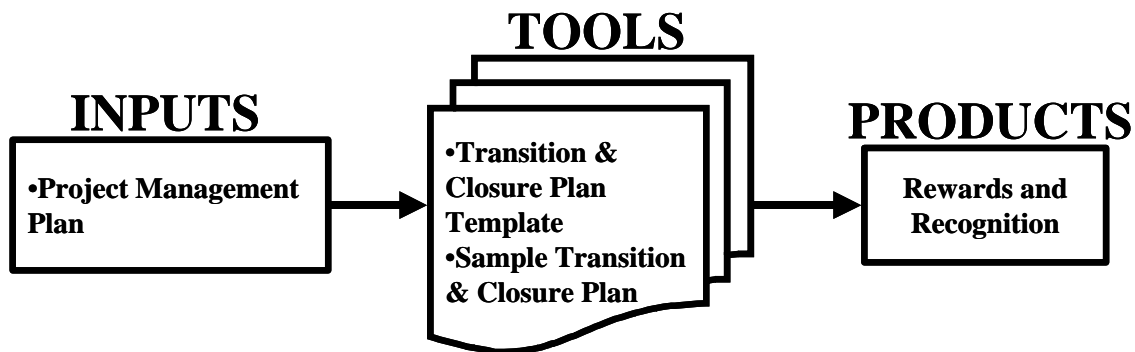 INPUTS
•Project Management
Plan
TOOLS
•Transition &
Closure Plan
Template
•Sample Transition
& Closure Plan
PRODUCTS
Rewards and
Recognition